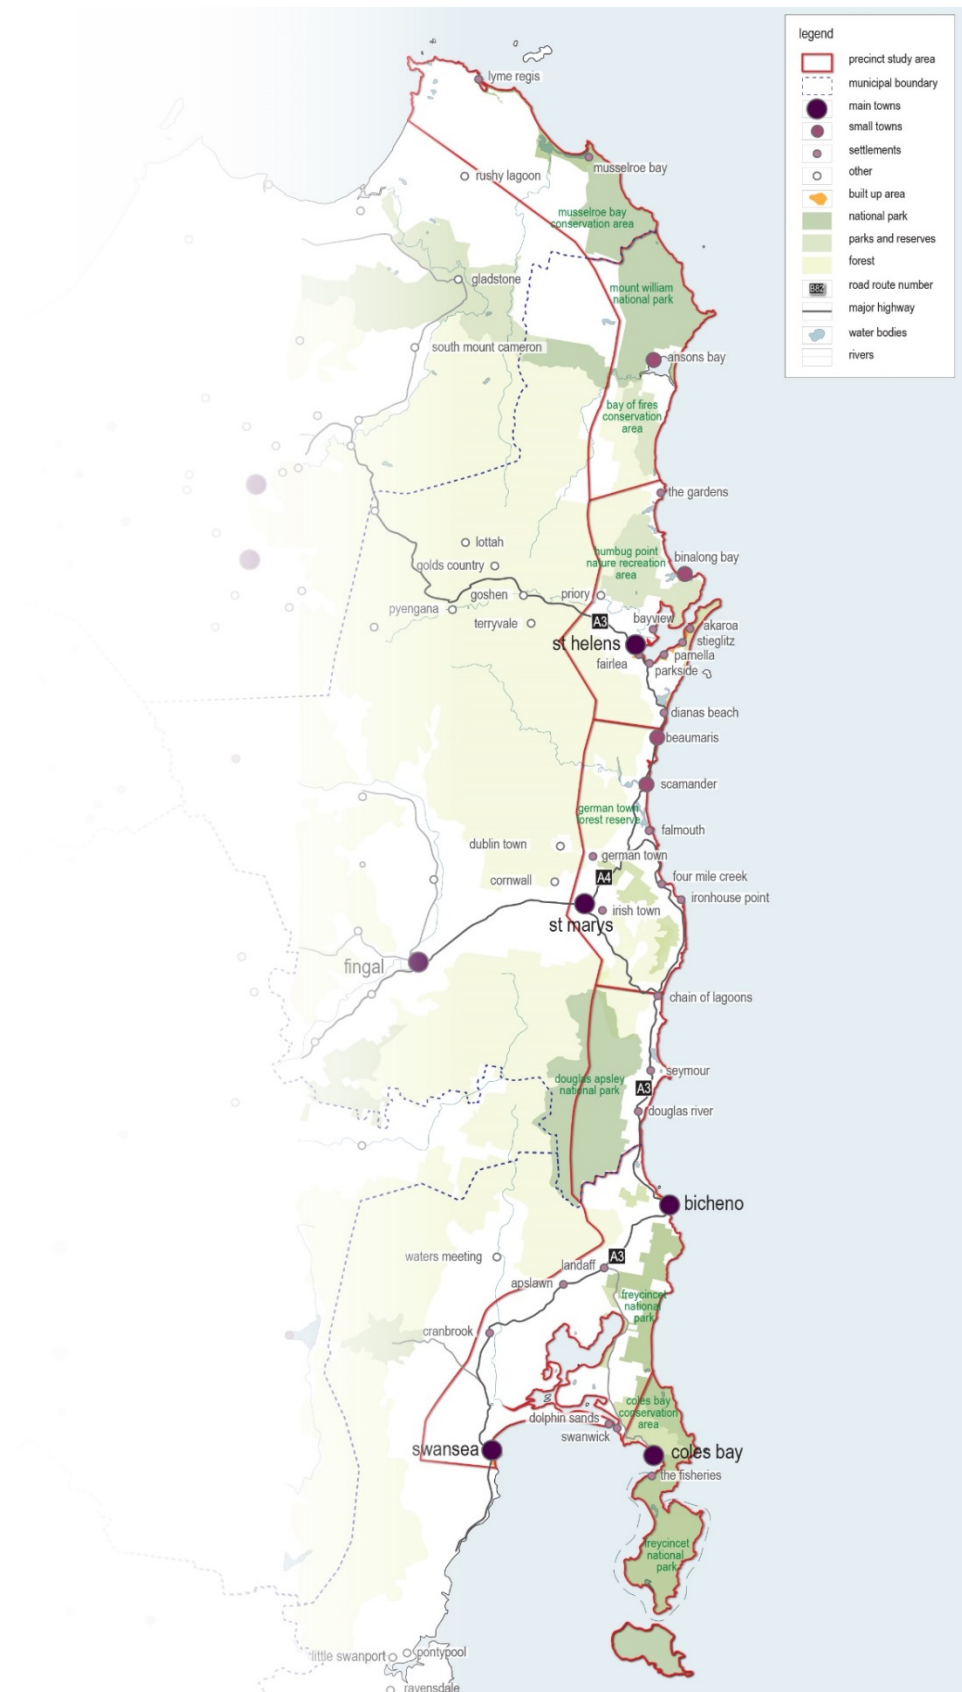 legend
precinct study area
municipal boundary
main towns
small towns
settlements
other
built up area
national park
parks and reserves
forest
B82 road route number
major highway
water bodies
rivers
lyme regis
musselroe bay
rushy lagoon
musselroe bay
conservation area
gladstone
mount william
national park
south mount cameron
ansons bay
bay of fires
conservation
area
the gardens
lottah
humbug point
nature recreation
area
binalong bay
golds country
goshen
priory
pyengana
terryvale
A3
bayview
akaroa
st helens
stieglitz
parnella
fairlea
parkside
dianas beach
beaumaris
scamander
german town
forest reserve
falmouth
dublin town
german town
cornwall
A4
four mile creek
ironhouse point
irish town
st marys
fingal
chain of lagoons
seymour
douglas apsley
national park
A3
douglas river
bicheno
waters meeting
A3
landaff
apslawn
freycincet
national
park
cranbrook
coles bay
conservation
area
dolphin sands
swanwick
swansea
coles bay
the fisheries
freycincet
national
park
little swanport
pontypool
ravensdale